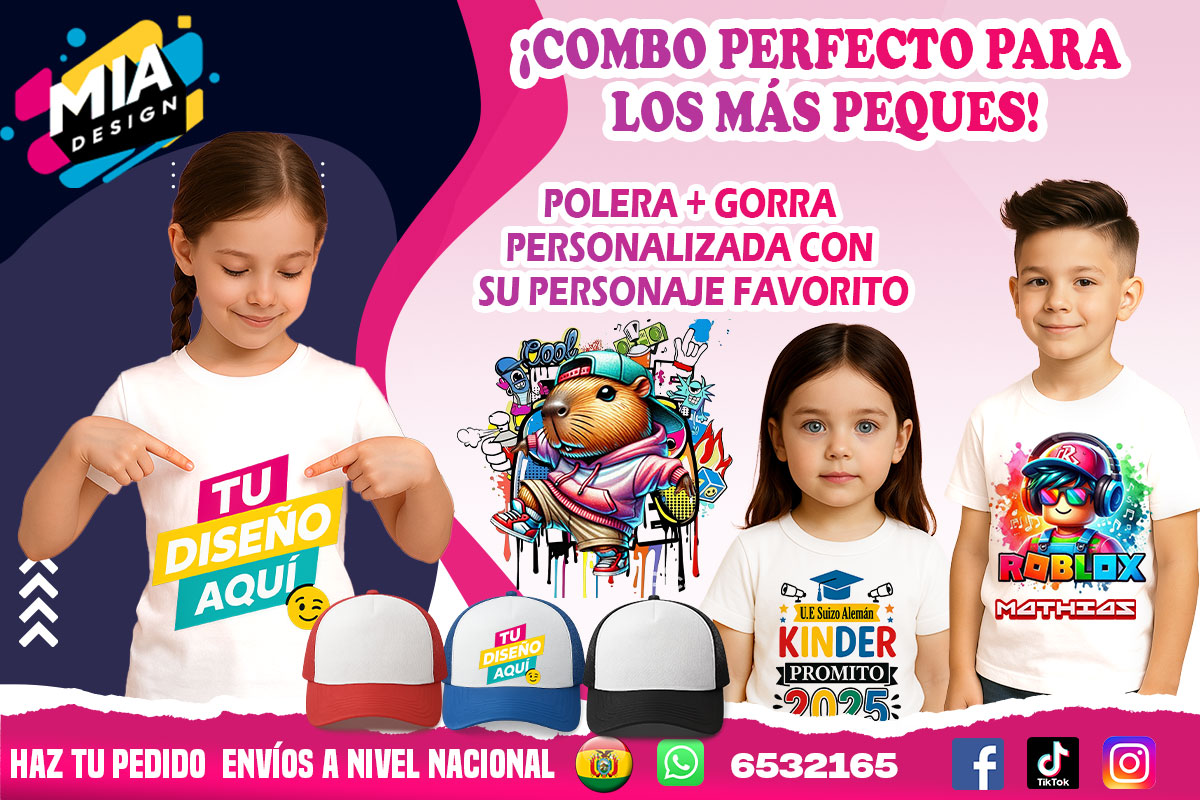 MIA
DESIGN
¡COMBO PERFECTO PARA
LOS MÁS PEQUES!
POLERA + GORRA
PERSONALIZADA CON
SU PERSONAJE FAVORITO
Cool
TU
DISEÑO
AQUÍ
TU
DISEÑO
AQUÍ
U.E Suizo Alemán
KINDER
PROMITO
2025
R
ROBLOX
MATHIAS
HAZ TU PEDIDO ENVÍOS A NIVEL NACIONAL
6532165
TikTok